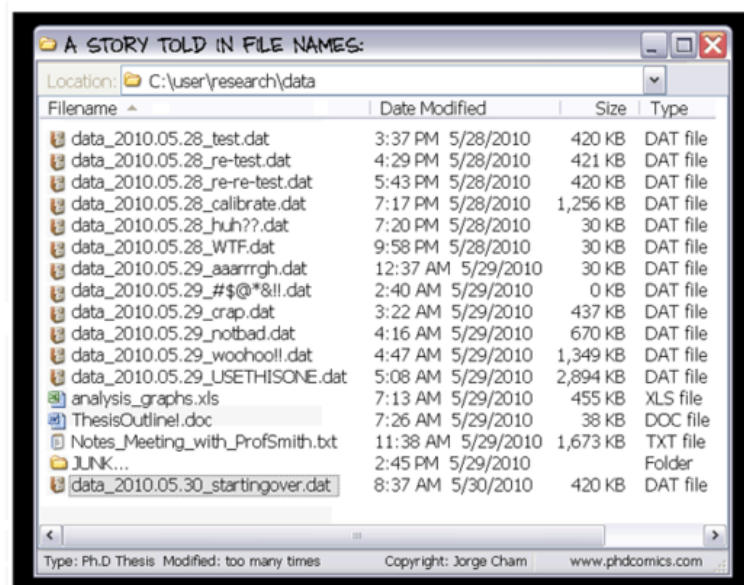 A STORY TOLD IN FILE NAMES:
Location: C:\user\research\data
Filename Date Modified Size Type
data_2010.05.28_test.dat 3:37 PM 5/28/2010 420 KB DAT file
data_2010.05.28_re-test.dat 4:29 PM 5/28/2010 421 KB DAT file
data_2010.05.28_re-re-test.dat 5:43 PM 5/28/2010 420 KB DAT file
data_2010.05.28_calibrate.dat 7:17 PM 5/28/2010 1,256 KB DAT file
data_2010.05.28_huh??.dat 7:20 PM 5/28/2010 30 KB DAT file
data_2010.05.28_WTF.dat 9:58 PM 5/28/2010 30 KB DAT file
data_2010.05.29_aaarrrgh.dat 12:37 AM 5/29/2010 30 KB DAT file
data_2010.05.29_#$@*&!!.dat 2:40 AM 5/29/2010 0 KB DAT file
data_2010.05.29_crap.dat 3:22 AM 5/29/2010 437 KB DAT file
data_2010.05.29_notbad.dat 4:16 AM 5/29/2010 670 KB DAT file
data_2010.05.29_woohoo!!.dat 4:47 AM 5/29/2010 1,349 KB DAT file
data_2010.05.29_USETHISONE.dat 5:08 AM 5/29/2010 2,894 KB DAT file
analysis_graphs.xls 7:13 AM 5/29/2010 455 KB XLS file
ThesisOutline!.doc 7:26 AM 5/29/2010 38 KB DOC file
Notes_Meeting_with_ProfSmith.txt 11:38 AM 5/29/2010 1,673 KB TXT file
JUNK... 2:45 PM 5/29/2010 Folder
data_2010.05.30_startingover.dat 8:37 AM 5/30/2010 420 KB DAT file
Type: Ph.D Thesis Modified: too many times Copyright: Jorge Cham www.phdcomics.com